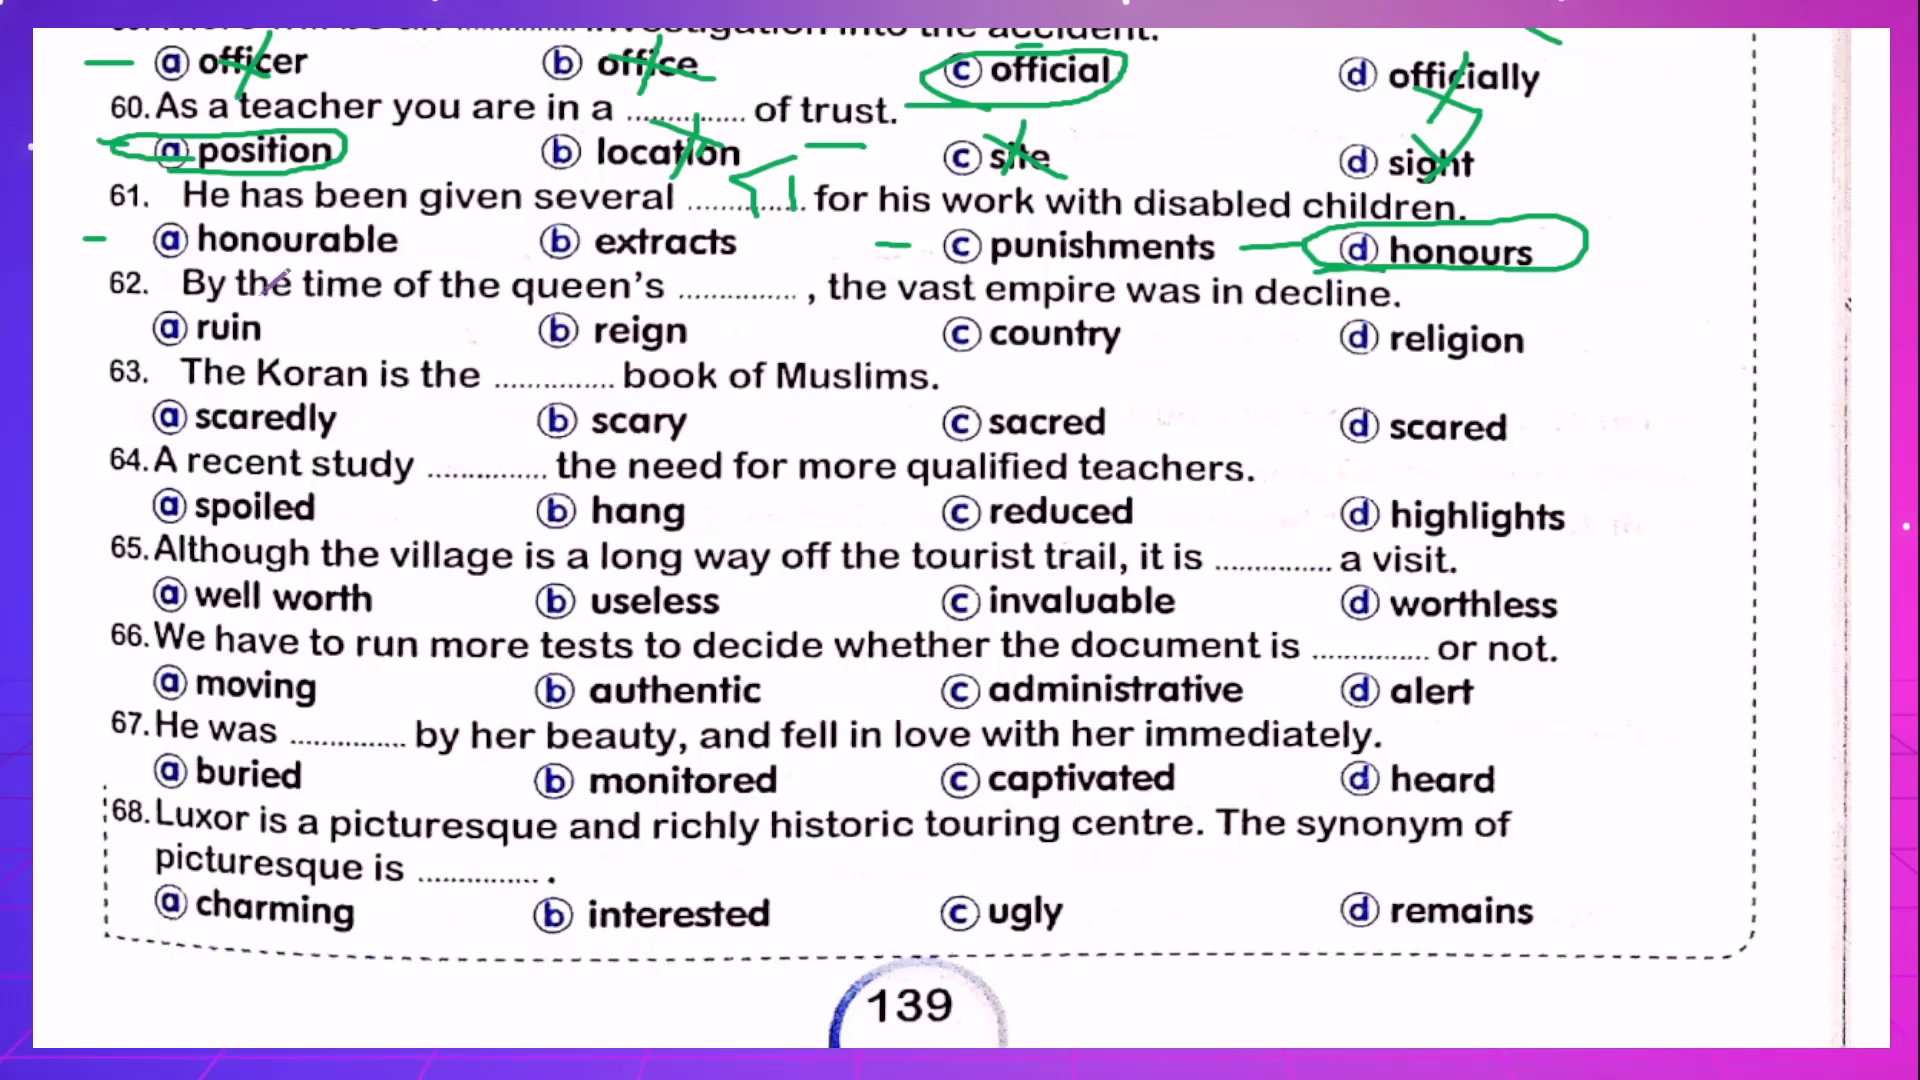 investigation into the accident.
a officer b office c official d officially
60. As a teacher you are in a .............. of trust.
a position b location c site d sight
61. He has been given several .............. for his work with disabled children.
a honourable b extracts c punishments d honours
62. By the time of the queen's .............. , the vast empire was in decline.
a ruin b reign c country d religion
63. The Koran is the .............. book of Muslims.
a scaredly b scary c sacred d scared
64. A recent study .............. the need for more qualified teachers.
a spoiled b hang c reduced d highlights
65. Although the village is a long way off the tourist trail, it is .............. a visit.
a well worth b useless c invaluable d worthless
66. We have to run more tests to decide whether the document is .............. or not.
a moving b authentic c administrative d alert
67. He was .............. by her beauty, and fell in love with her immediately.
a buried b monitored c captivated d heard
68. Luxor is a picturesque and richly historic touring centre. The synonym of
picturesque is .............. .
a charming b interested c ugly d remains
139